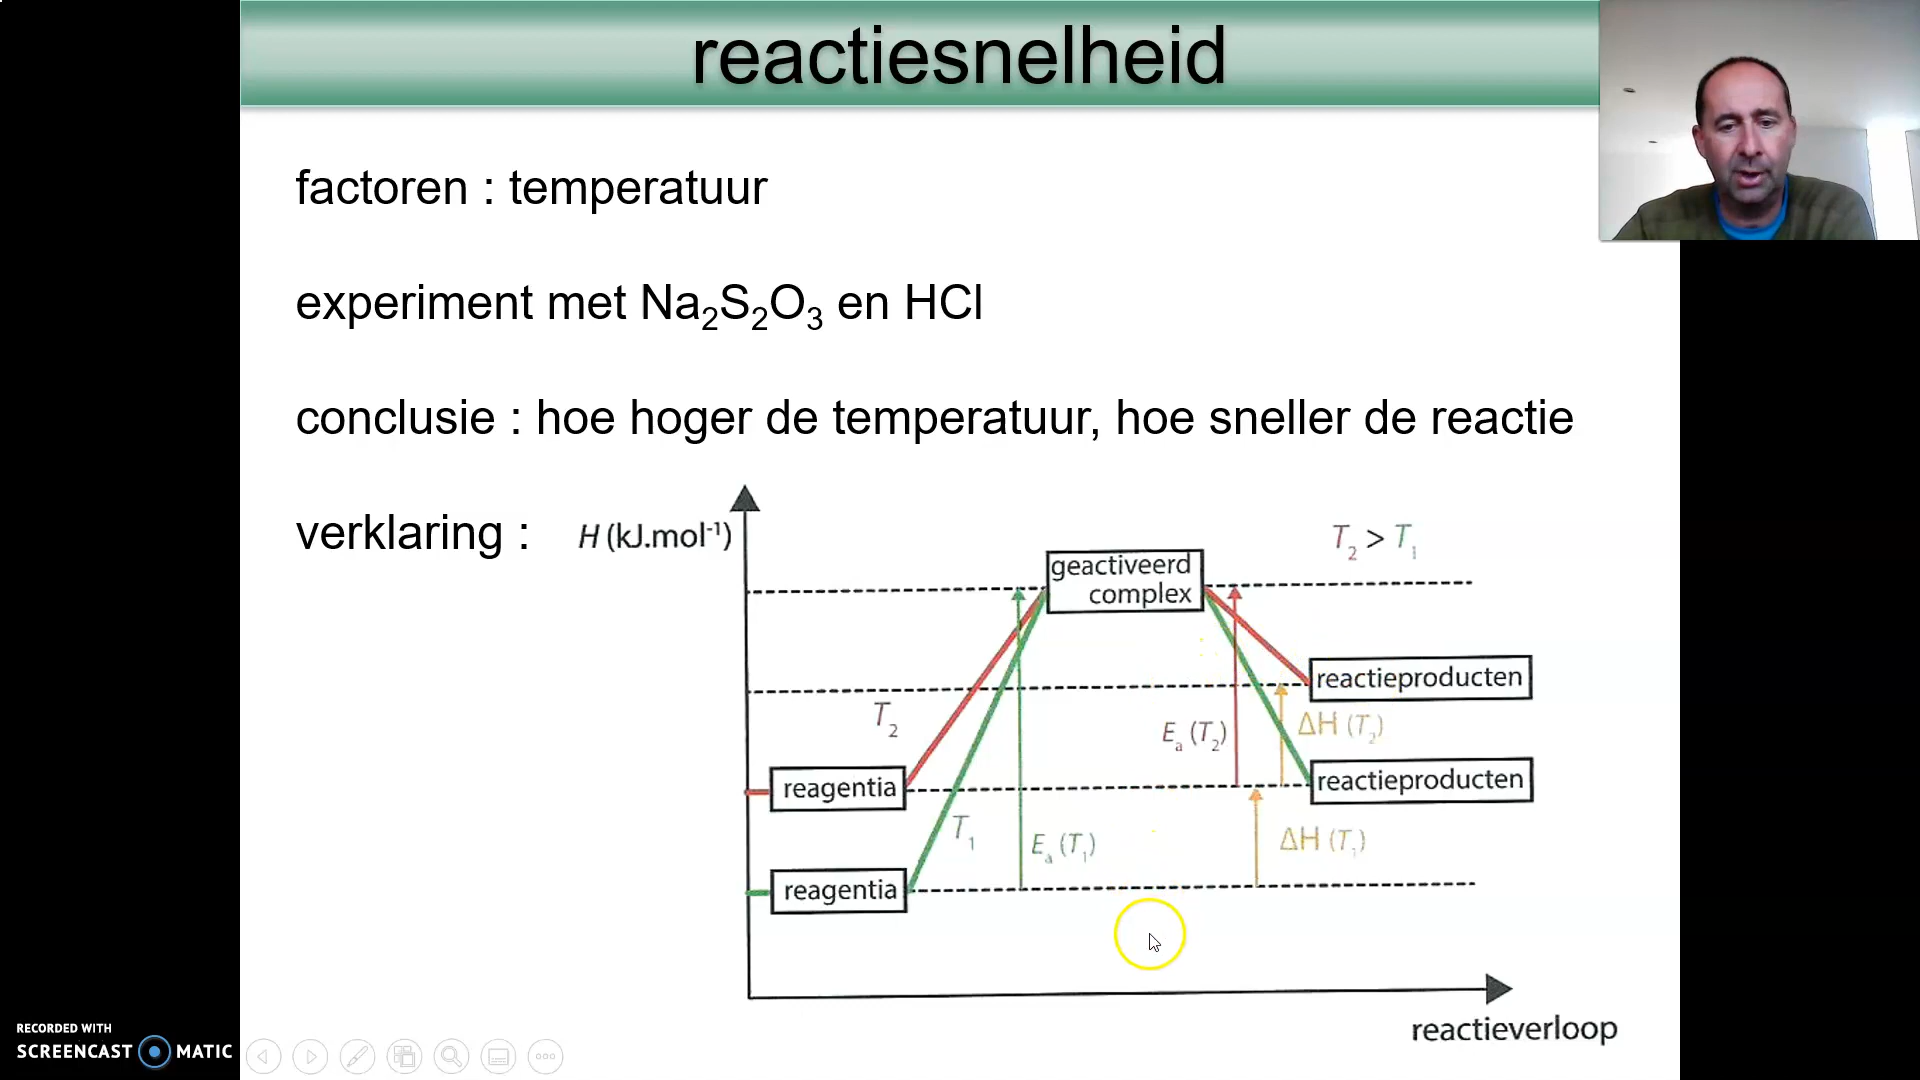 reactiesnelheid
factoren : temperatuur
experiment met Na₂S₂O₃ en HCl
conclusie : hoe hoger de temperatuur, hoe sneller de reactie
verklaring :
H (kJ.mol⁻¹)
T₂ > T₁
geactiveerd
complex
reactieproducten
T₂
Eₐ (T₂)
ΔH (T₂)
reagentia
reactieproducten
T₁
Eₐ (T₁)
ΔH (T₁)
reagentia
reactieverloop
RECORDED WITH
SCREENCAST MATIC